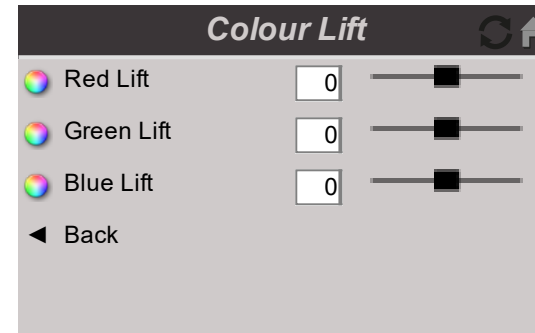 Colour Lift
Red Lift 0
Green Lift 0
Blue Lift 0
Back